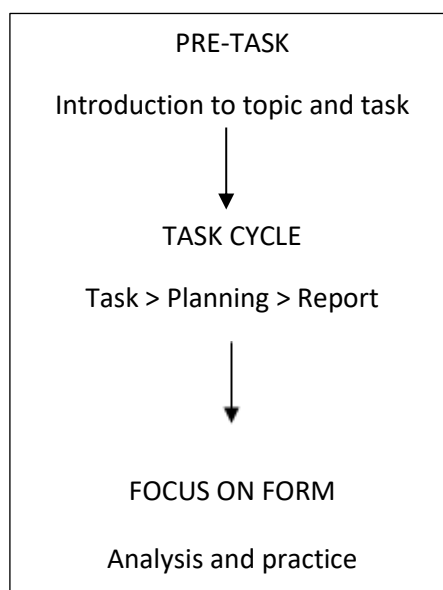 PRE-TASK
Introduction to topic and task
TASK CYCLE
Task > Planning > Report
FOCUS ON FORM
Analysis and practice